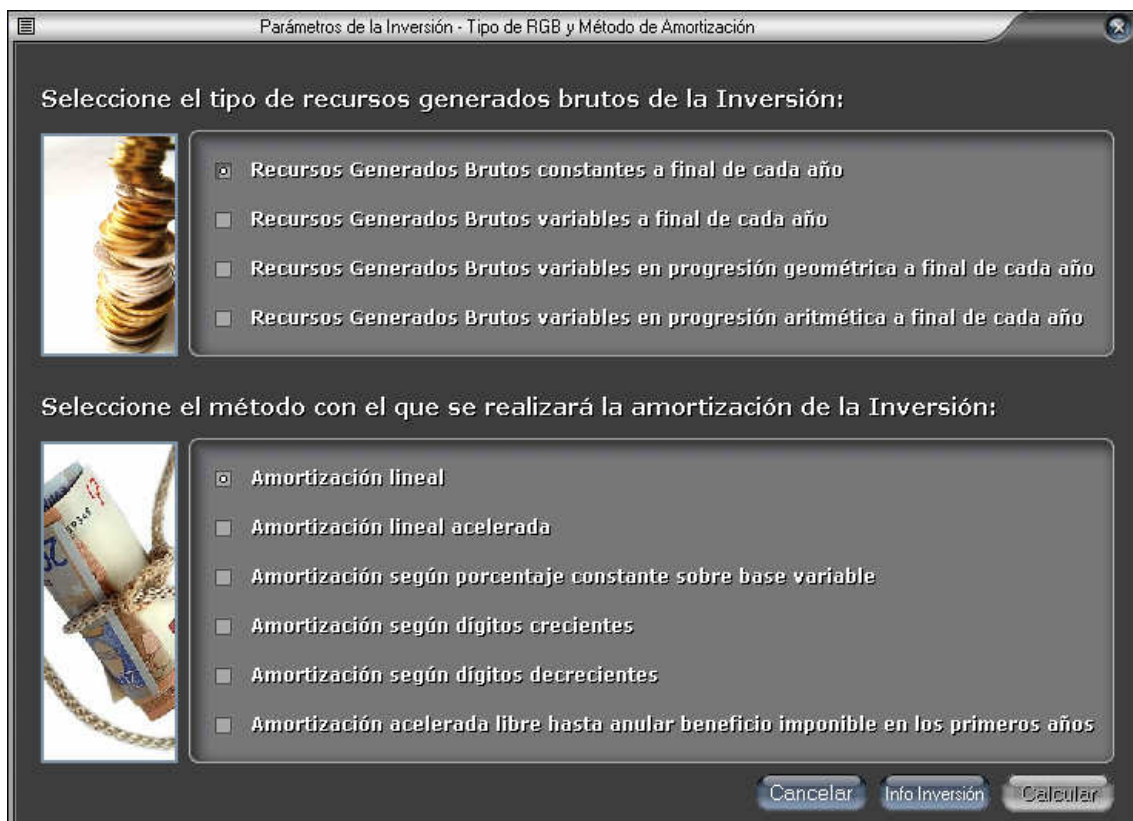 Parámetros de la Inversión - Tipo de RGB y Método de Amortización
Seleccione el tipo de recursos generados brutos de la Inversión:
Recursos Generados Brutos constantes a final de cada año
Recursos Generados Brutos variables a final de cada año
Recursos Generados Brutos variables en progresión geométrica a final de cada año
Recursos Generados Brutos variables en progresión aritmética a final de cada año
Seleccione el método con el que se realizará la amortización de la Inversión:
Amortización lineal
Amortización lineal acelerada
Amortización según porcentaje constante sobre base variable
Amortización según dígitos crecientes
Amortización según dígitos decrecientes
Amortización acelerada libre hasta anular beneficio imponible en los primeros años
Cancelar
Info Inversión
Calcular